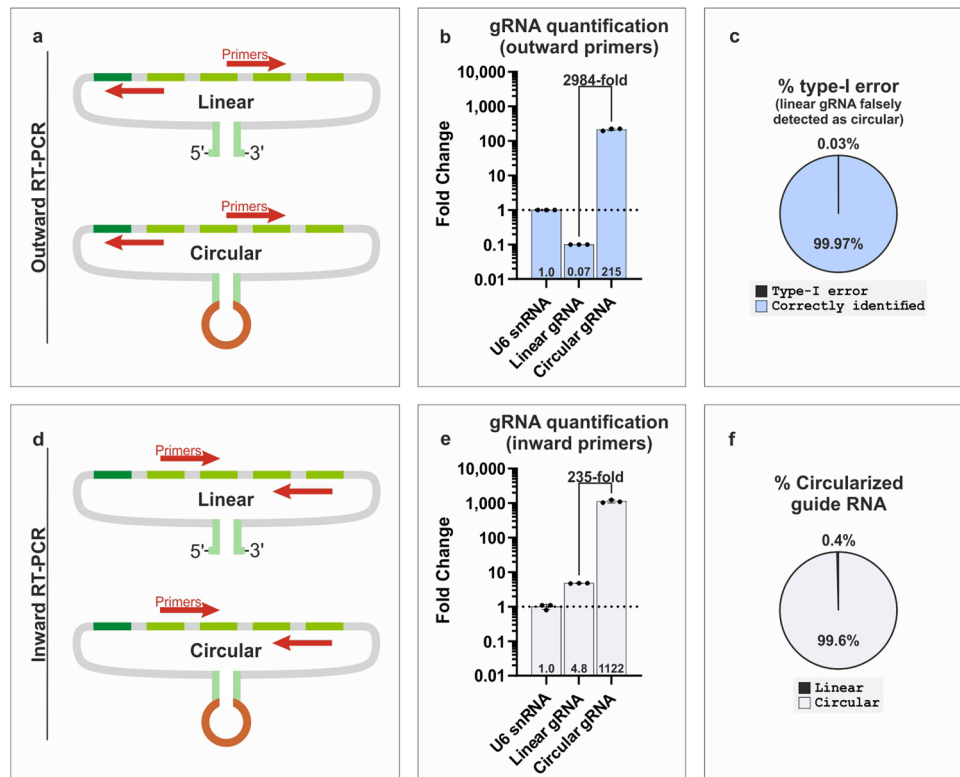 a
Outward RT-PCR
Primers
Linear
5'-
-3'
Primers
Circular
b
gRNA quantification
(outward primers)
2984-fold
Fold Change
10,000
1,000
100
10
1
0.1
0.01
1.0
0.07
215
U6 snRNA
Linear gRNA
Circular gRNA
c
% type-I error
(linear gRNA falsely
detected as circular)
0.03%
99.97%
Type-I error
Correctly identified
d
Inward RT-PCR
Primers
Linear
5'-
-3'
Primers
Circular
e
gRNA quantification
(inward primers)
235-fold
Fold Change
10,000
1,000
100
10
1
0.1
0.01
1.0
4.8
1122
U6 snRNA
Linear gRNA
Circular gRNA
f
% Circularized
guide RNA
0.4%
99.6%
Linear
Circular